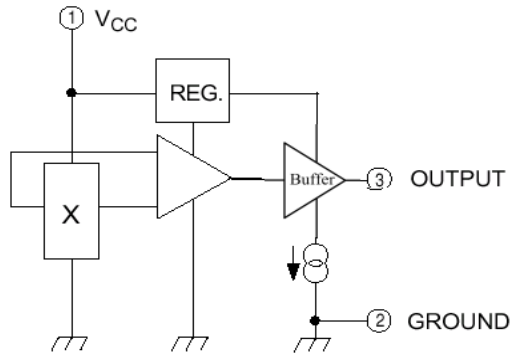 1 VCC
REG.
X
Buffer
3 OUTPUT
2 GROUND